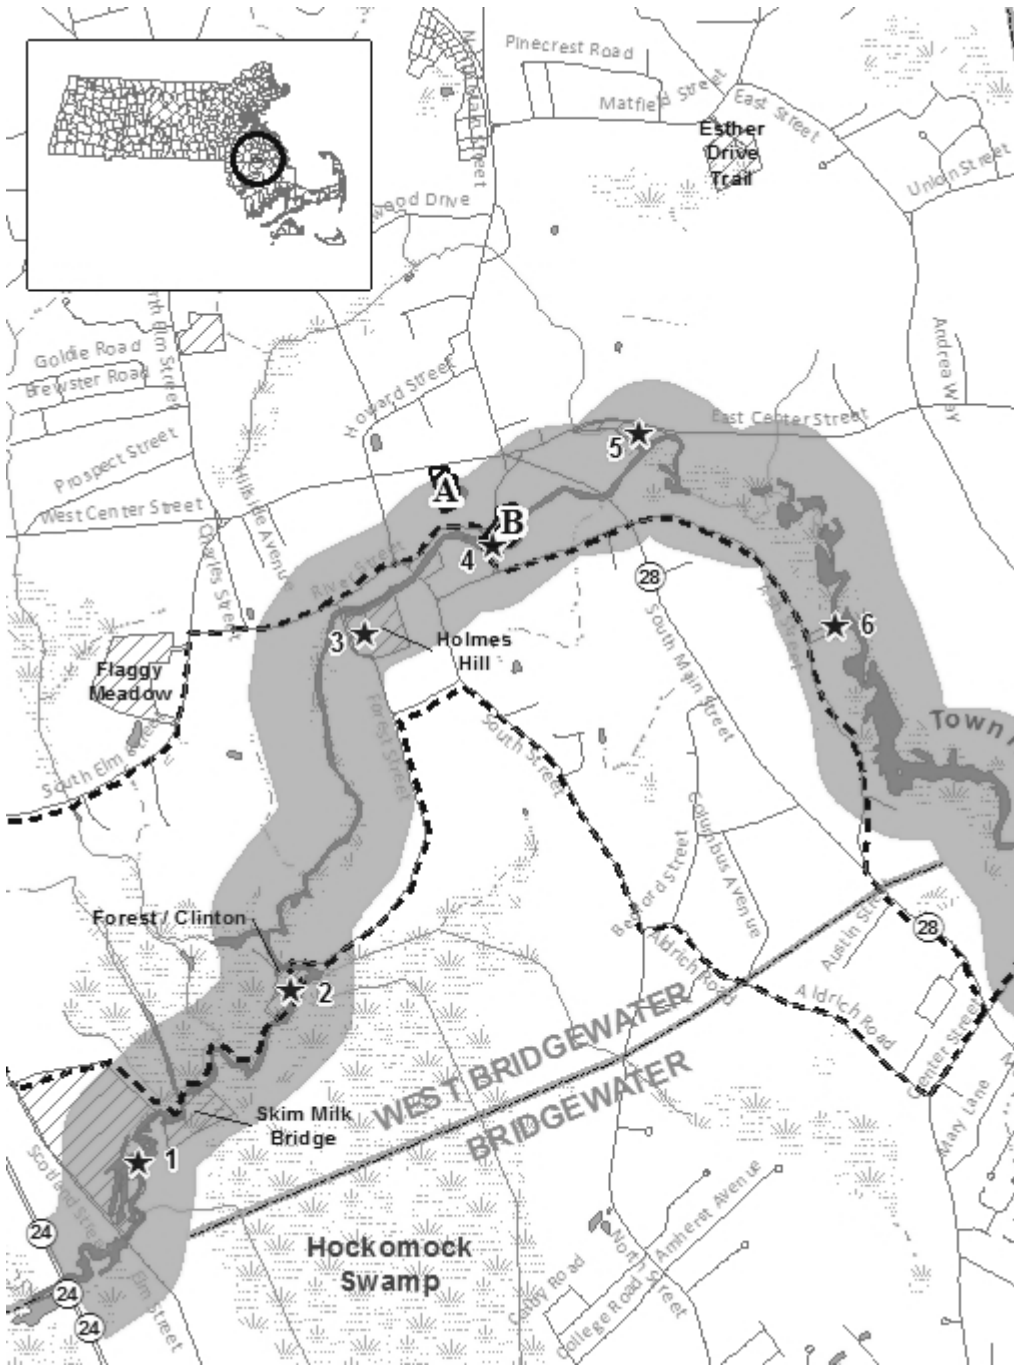 Pinecrest Road
Matfield Street
East Street
Esther
Drive
Trail
Union Street
wood Drive
Goldie Road
Brewster Road
Howard Street
Andrea Way
East Center Street
Prospect Street
Hillside Avenue
West Center Street
Charles Street
A
B
5
4
River Street
28
3
Holmes
Hill
6
Flaggy
Meadow
South Elm Street
Forest Street
South Street
South Main Street
Town
Columbus Avenue
Bedford Street
Forest / Clinton
Aldrich Road
Austin Street
28
2
Aldrich Road
Center Street
WEST BRIDGEWATER
BRIDGEWATER
Skim Milk
Bridge
Mary Lane
1
Scotland Street
24
Hockomock
Swamp
Elm Street
Amherst Avenue
College Road
24
24